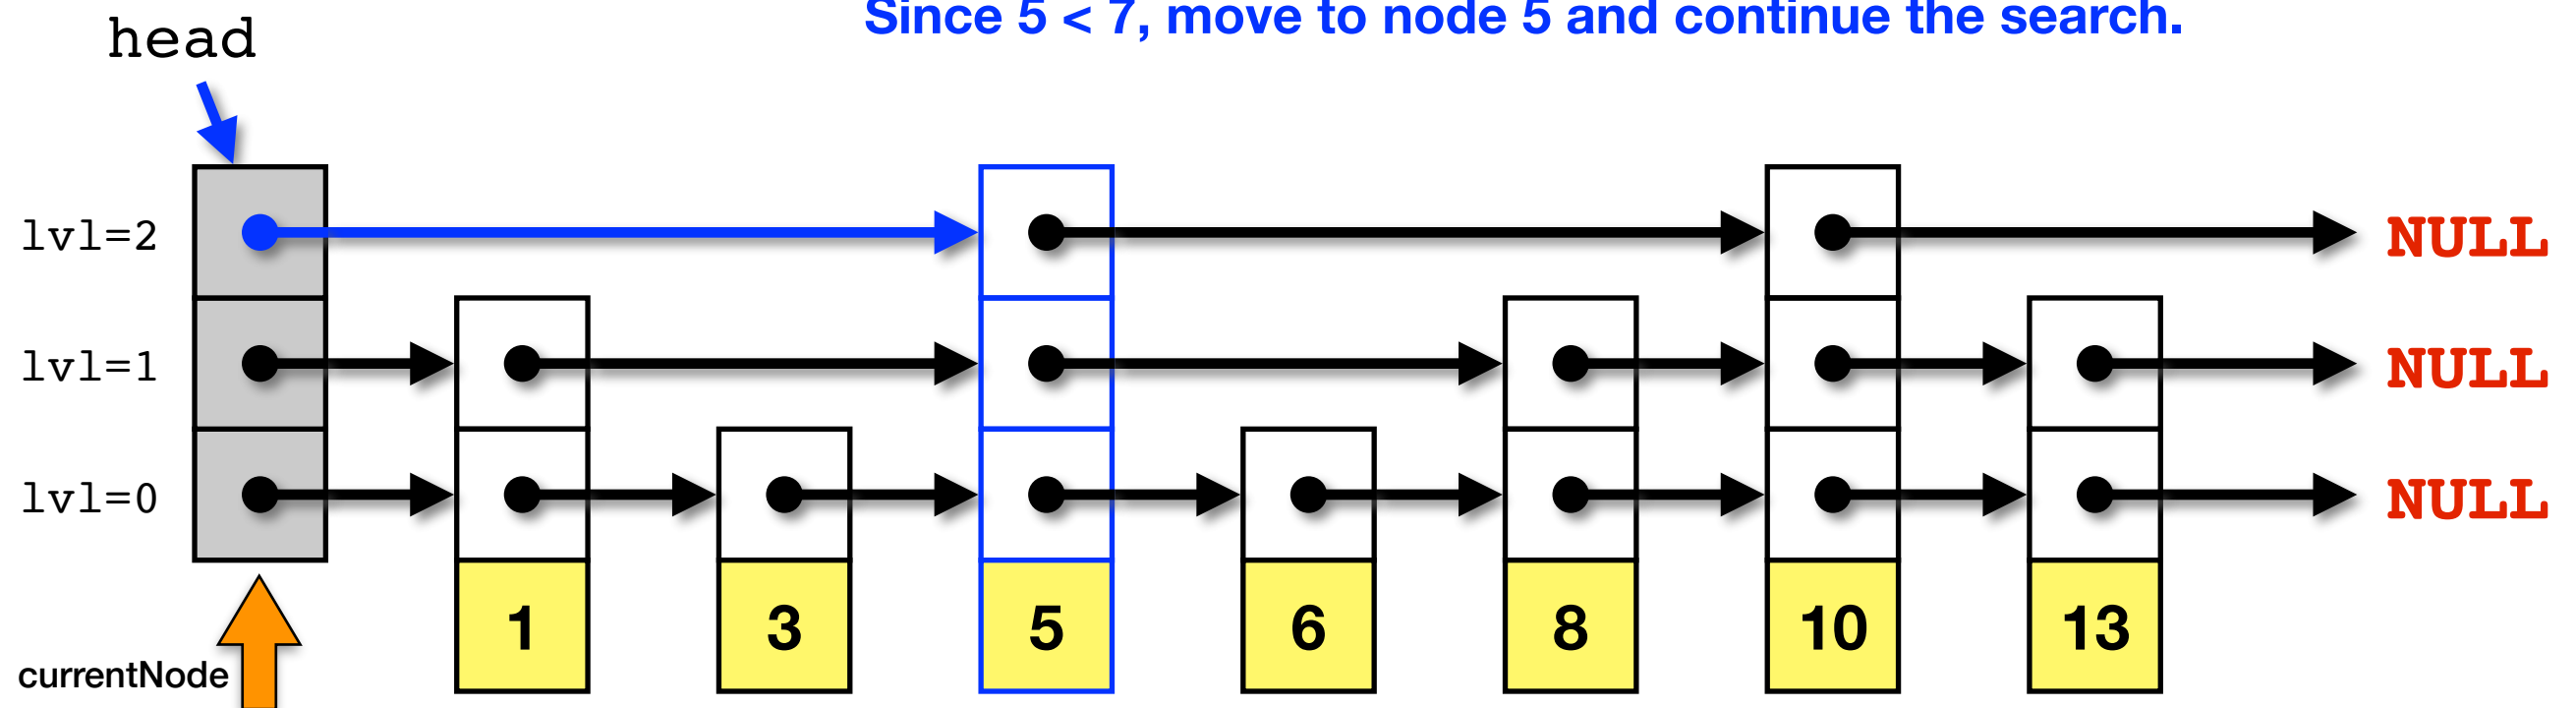 Since 5 < 7, move to node 5 and continue the search.
head
lvl=2 NULL
lvl=1 NULL
lvl=0 NULL
1 3 5 6 8 10 13
currentNode